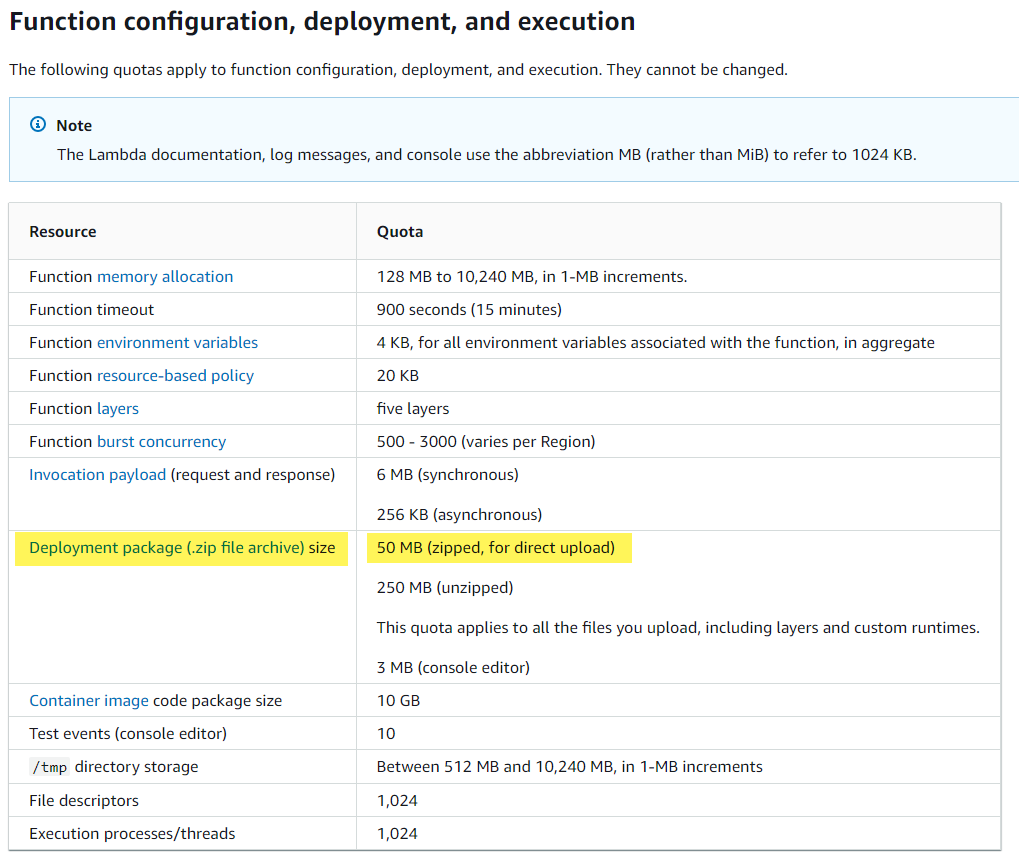 Function configuration, deployment, and execution
The following quotas apply to function configuration, deployment, and execution. They cannot be changed.
Note
The Lambda documentation, log messages, and console use the abbreviation MB (rather than MiB) to refer to 1024 KB.
Resource Quota
Function memory allocation 128 MB to 10,240 MB, in 1-MB increments.
Function timeout 900 seconds (15 minutes)
Function environment variables 4 KB, for all environment variables associated with the function, in aggregate
Function resource-based policy 20 KB
Function layers five layers
Function burst concurrency 500 - 3000 (varies per Region)
Invocation payload (request and response) 6 MB (synchronous)
256 KB (asynchronous)
Deployment package (.zip file archive) size 50 MB (zipped, for direct upload)
250 MB (unzipped)
This quota applies to all the files you upload, including layers and custom runtimes.
3 MB (console editor)
Container image code package size 10 GB
Test events (console editor) 10
/tmp directory storage Between 512 MB and 10,240 MB, in 1-MB increments
File descriptors 1,024
Execution processes/threads 1,024